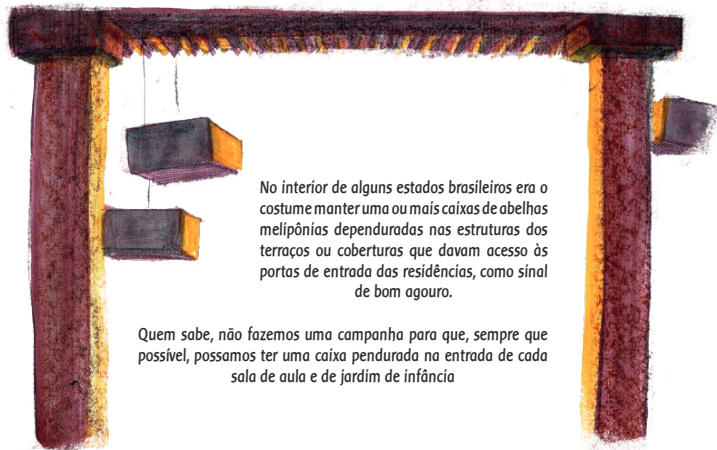 No interior de alguns estados brasileiros era o
costume manter uma ou mais caixas de abelhas
melipônias dependuradas nas estruturas dos
terraços ou coberturas que davam acesso às
portas de entrada das residências, como sinal
de bom agouro.
Quem sabe, não fazemos uma campanha para que, sempre que
possível, possamos ter uma caixa pendurada na entrada de cada
sala de aula e de jardim de infância